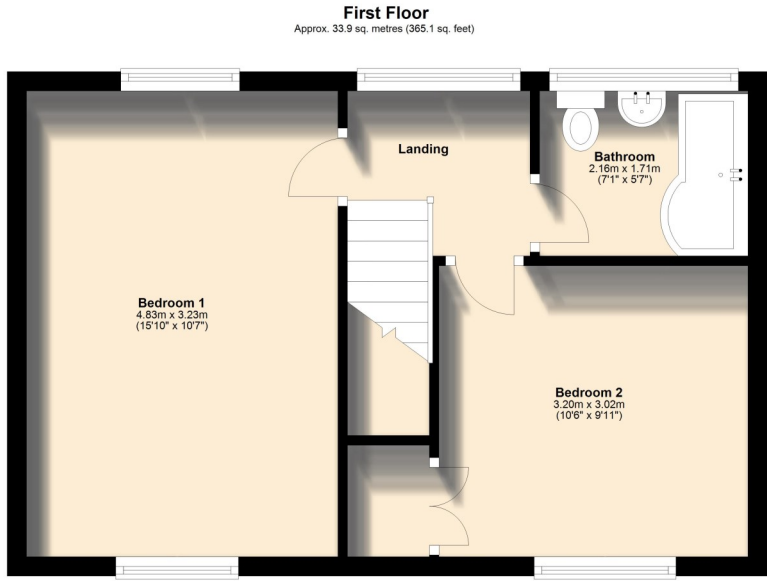 First Floor
Approx. 33.9 sq. metres (365.1 sq. feet)
Landing
Bathroom
2.16m x 1.71m
(7'1" x 5'7")
Bedroom 1
4.83m x 3.23m
(15'10" x 10'7")
Bedroom 2
3.20m x 3.02m
(10'6" x 9'11")